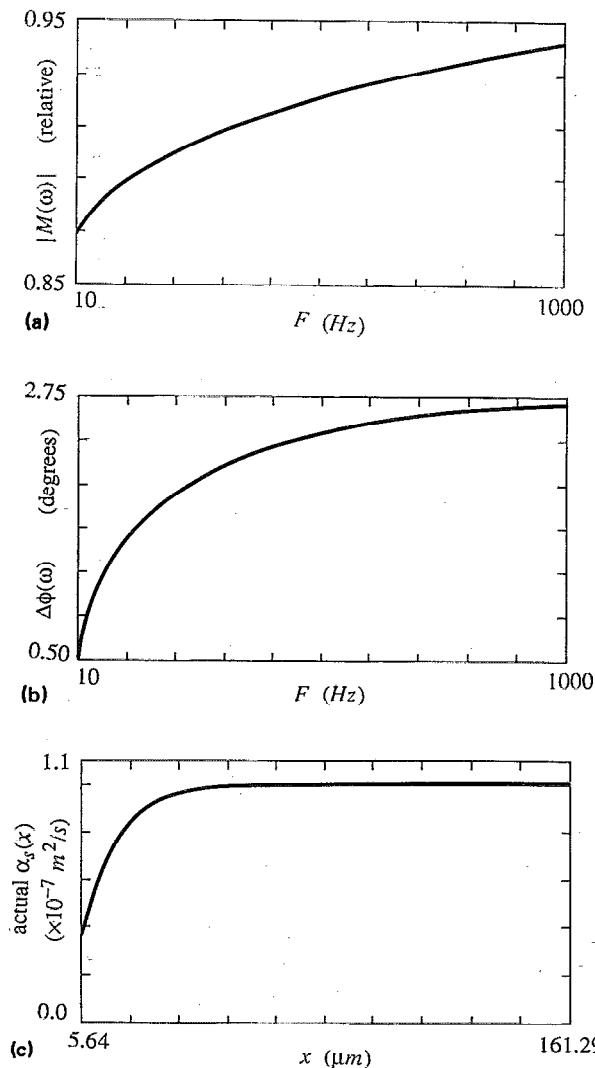 0.95
|M(ω)| (relative)
0.85
10
1000
(a)
F (Hz)
2.75
Δϕ(ω) (degrees)
0.50
10
1000
(b)
F (Hz)
1.1
actual αs(x)
(×10⁻⁷ m²/s)
0.0
5.64
161.29
(c)
x (μm)